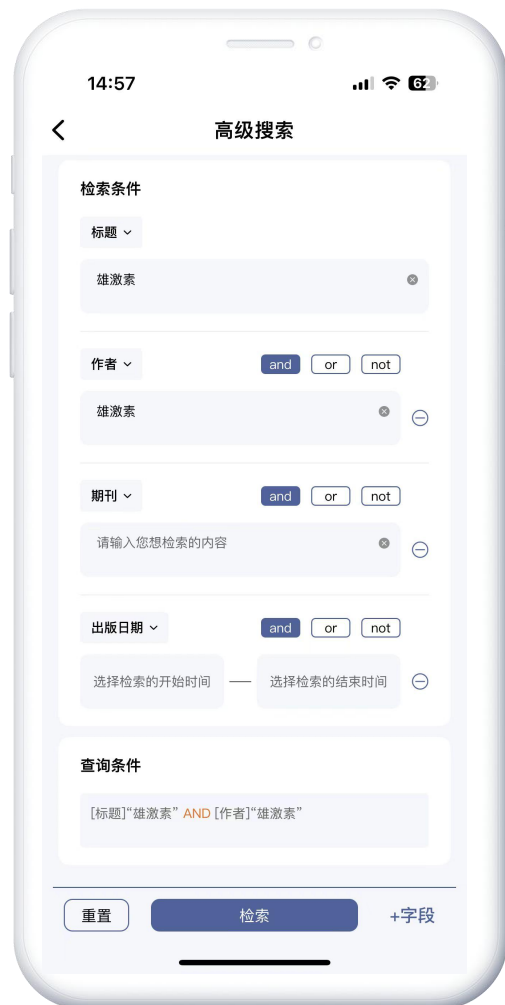 14:57
62
高级搜索
检索条件
标题
雄激素
作者
and or not
雄激素
期刊
and or not
请输入您想检索的内容
出版日期
and or not
选择检索的开始时间 — 选择检索的结束时间
查询条件
[标题]“雄激素” AND [作者]“雄激素”
重置 检索 +字段